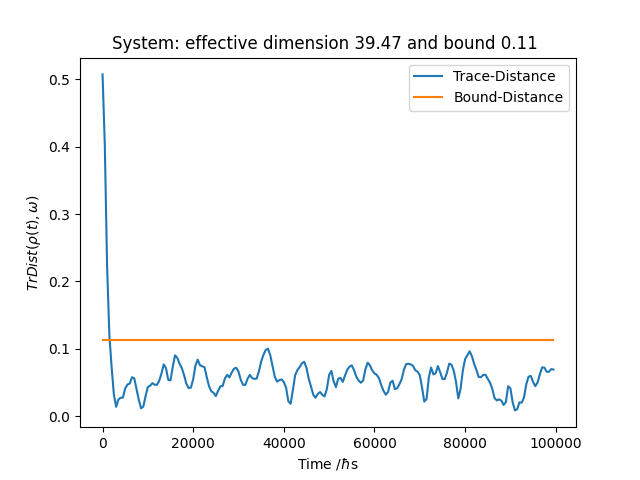 System: effective dimension 39.47 and bound 0.11
Trace-Distance
Bound-Distance
TrDist(ρ(t), ω)
0.5
0.4
0.3
0.2
0.1
0.0
0 20000 40000 60000 80000 100000
Time /ℏs